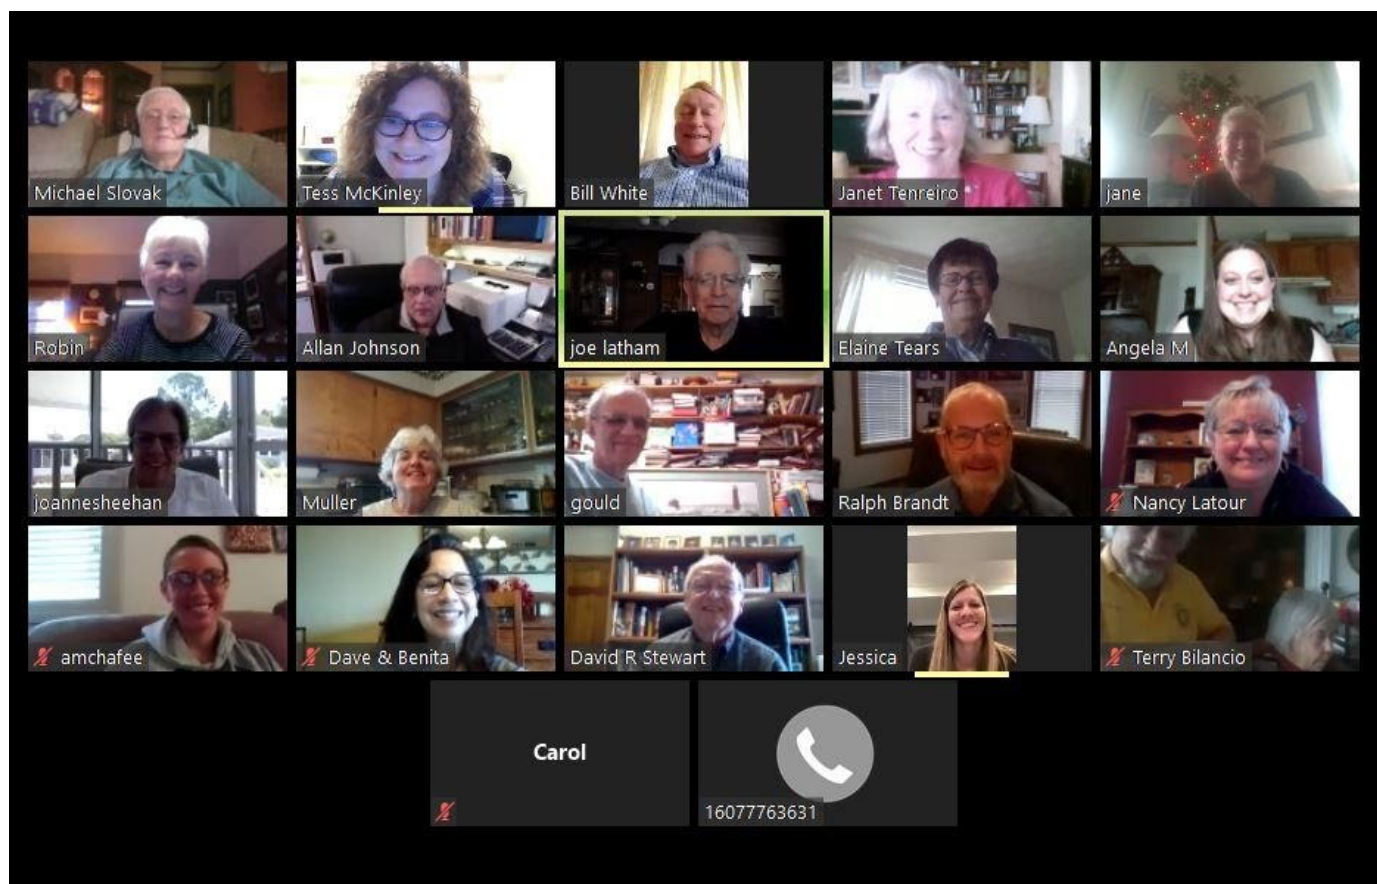 Michael Slovak
Tess McKinley
Bill White
Janet Tenreiro
jane
Robin
Allan Johnson
joe latham
Elaine Tears
Angela M
joannesheehan
Muller
gould
Ralph Brandt
Nancy Latour
amchafee
Dave & Benita
David R Stewart
Jessica
Terry Bilancio
Carol
16077763631